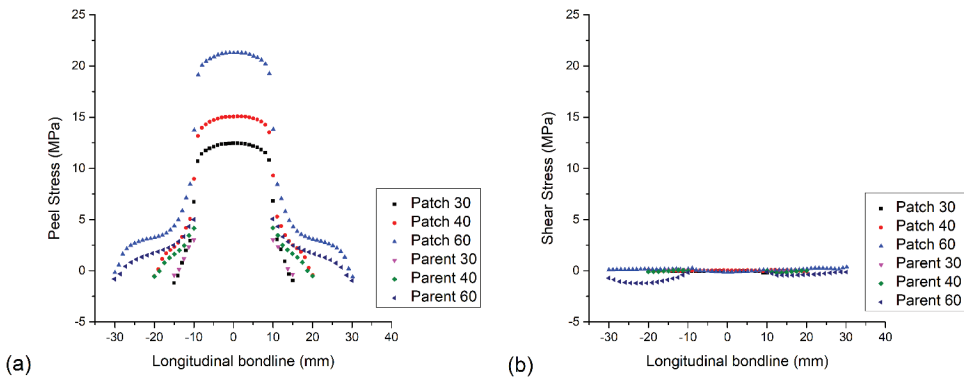 25
20
15
10
5
0
-5
Peel Stress (MPa)
-30 -20 -10 0 10 20 30 40
Longitudinal bondline (mm)
Patch 30
Patch 40
Patch 60
Parent 30
Parent 40
Parent 60
(a)
25
20
15
10
5
0
-5
Shear Stress (MPa)
-30 -20 -10 0 10 20 30 40
Longitudinal bondline (mm)
Patch 30
Patch 40
Patch 60
Parent 30
Parent 40
Parent 60
(b)